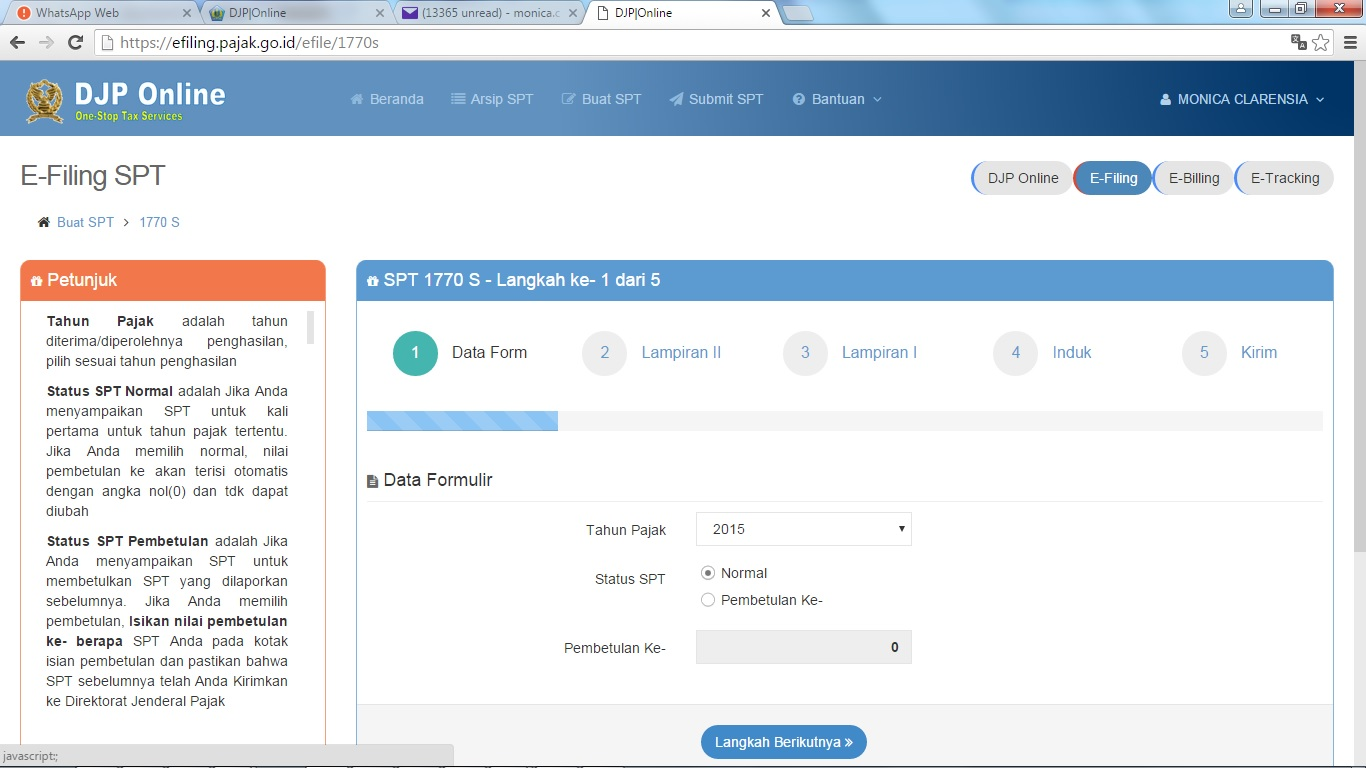 WhatsApp Web
DJP|Online
(13365 unread) - monica.c
DJP|Online
https://efiling.pajak.go.id/efile/1770s
DJP Online
One-Stop Tax Services
Beranda
Arsip SPT
Buat SPT
Submit SPT
Bantuan
MONICA CLARENSIA
E-Filing SPT
DJP Online
E-Filing
E-Billing
E-Tracking
Buat SPT > 1770 S
Petunjuk
Tahun Pajak adalah tahun
diterima/diperolehnya penghasilan,
pilih sesuai tahun penghasilan
Status SPT Normal adalah Jika Anda
menyampaikan SPT untuk kali
pertama untuk tahun pajak tertentu.
Jika Anda memilih normal, nilai
pembetulan ke akan terisi otomatis
dengan angka nol(0) dan tdk dapat
diubah
Status SPT Pembetulan adalah Jika
Anda menyampaikan SPT untuk
membetulkan SPT yang dilaporkan
sebelumnya. Jika Anda memilih
pembetulan, Isikan nilai pembetulan
ke- berapa SPT Anda pada kotak
isian pembetulan dan pastikan bahwa
SPT sebelumnya telah Anda Kirimkan
ke Direktorat Jenderal Pajak
SPT 1770 S - Langkah ke- 1 dari 5
1 Data Form
2 Lampiran II
3 Lampiran I
4 Induk
5 Kirim
Data Formulir
Tahun Pajak
2015
Status SPT
Normal
Pembetulan Ke-
Pembetulan Ke-
0
Langkah Berikutnya »
javascript:;